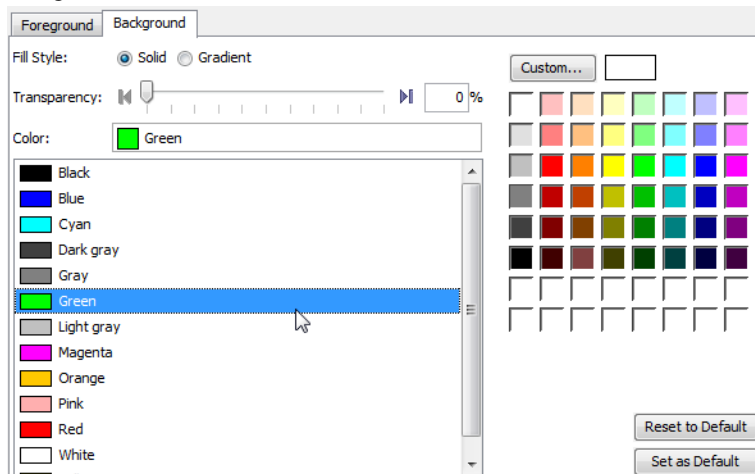 Foreground Background
Fill Style: Solid Gradient
Custom...
Transparency: 0 %
Color: Green
Black
Blue
Cyan
Dark gray
Gray
Green
Light gray
Magenta
Orange
Pink
Red
White
Reset to Default
Set as Default